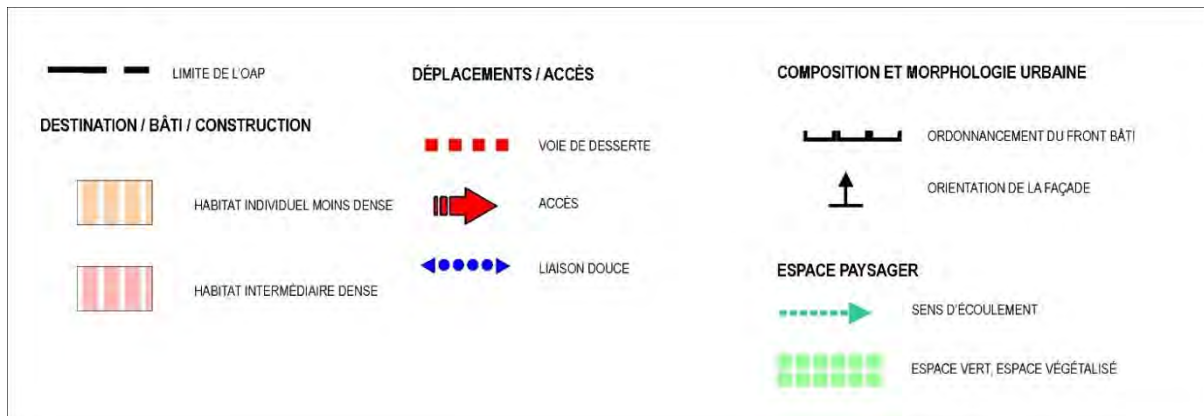 LIMITE DE L'OAP
DESTINATION / BÂTI / CONSTRUCTION
HABITAT INDIVIDUEL MOINS DENSE
HABITAT INTERMÉDIAIRE DENSE
DÉPLACEMENTS / ACCÈS
VOIE DE DESSERTE
ACCÈS
LIAISON DOUCE
COMPOSITION ET MORPHOLOGIE URBAINE
ORDONNANCEMENT DU FRONT BÂTI
ORIENTATION DE LA FAÇADE
ESPACE PAYSAGER
SENS D'ÉCOULEMENT
ESPACE VERT, ESPACE VÉGÉTALISÉ